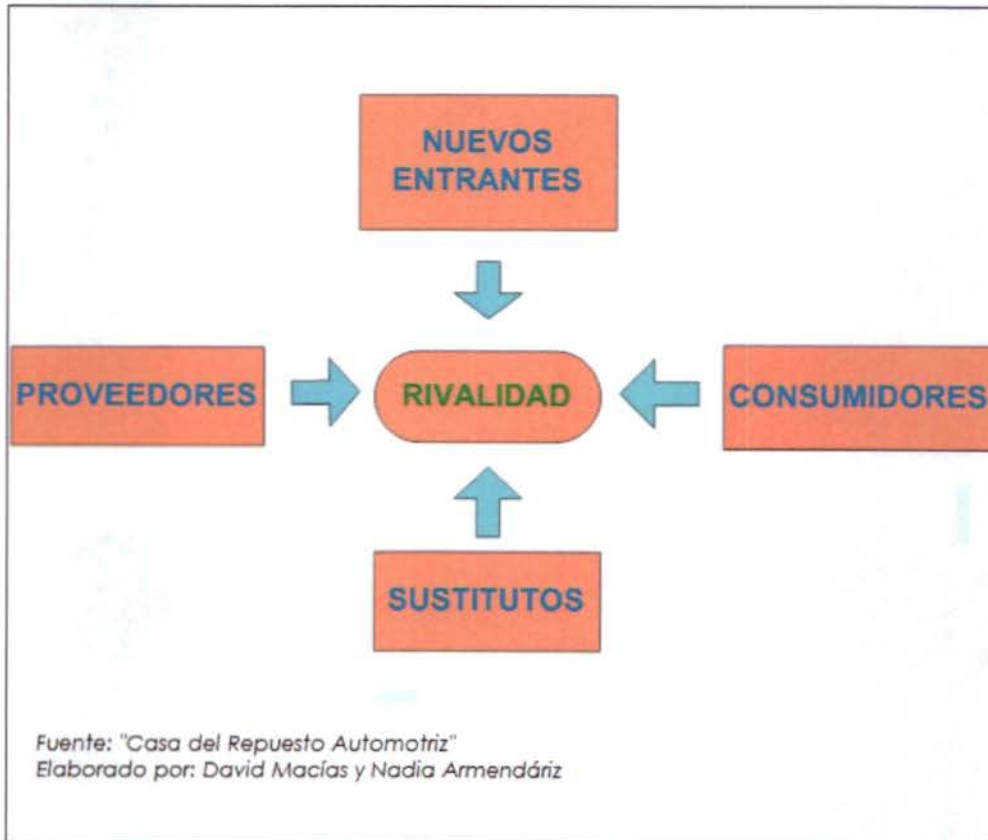 NUEVOS
ENTRANTES
PROVEEDORES
RIVALIDAD
CONSUMIDORES
SUSTITUTOS
Fuente: "Casa del Repuesto Automotriz"
Elaborado por: David Macías y Nadia Armendáriz